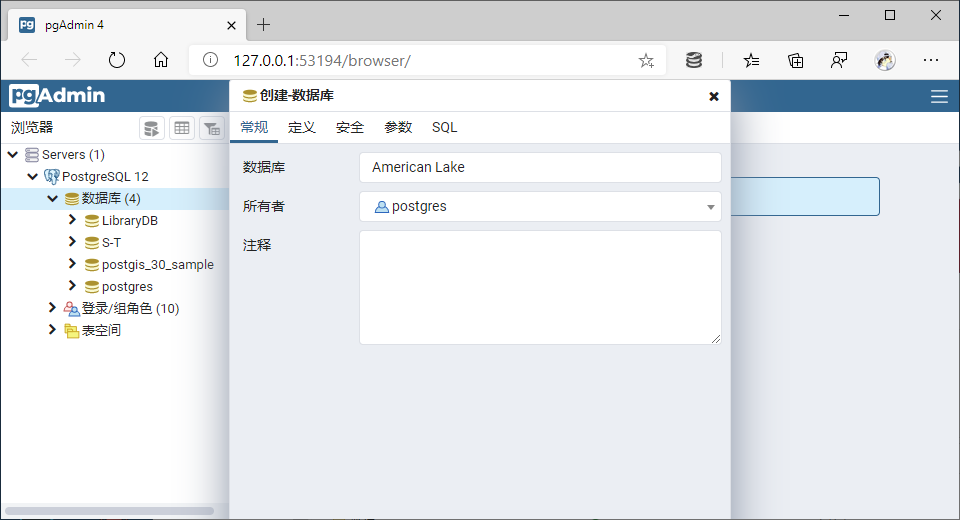 pgAdmin 4
127.0.0.1:53194/browser/
pgAdmin
浏览器
Servers (1)
PostgreSQL 12
数据库 (4)
LibraryDB
S-T
postgis_30_sample
postgres
登录/组角色 (10)
表空间
创建-数据库
常规 定义 安全 参数 SQL
数据库 American Lake
所有者 postgres
注释